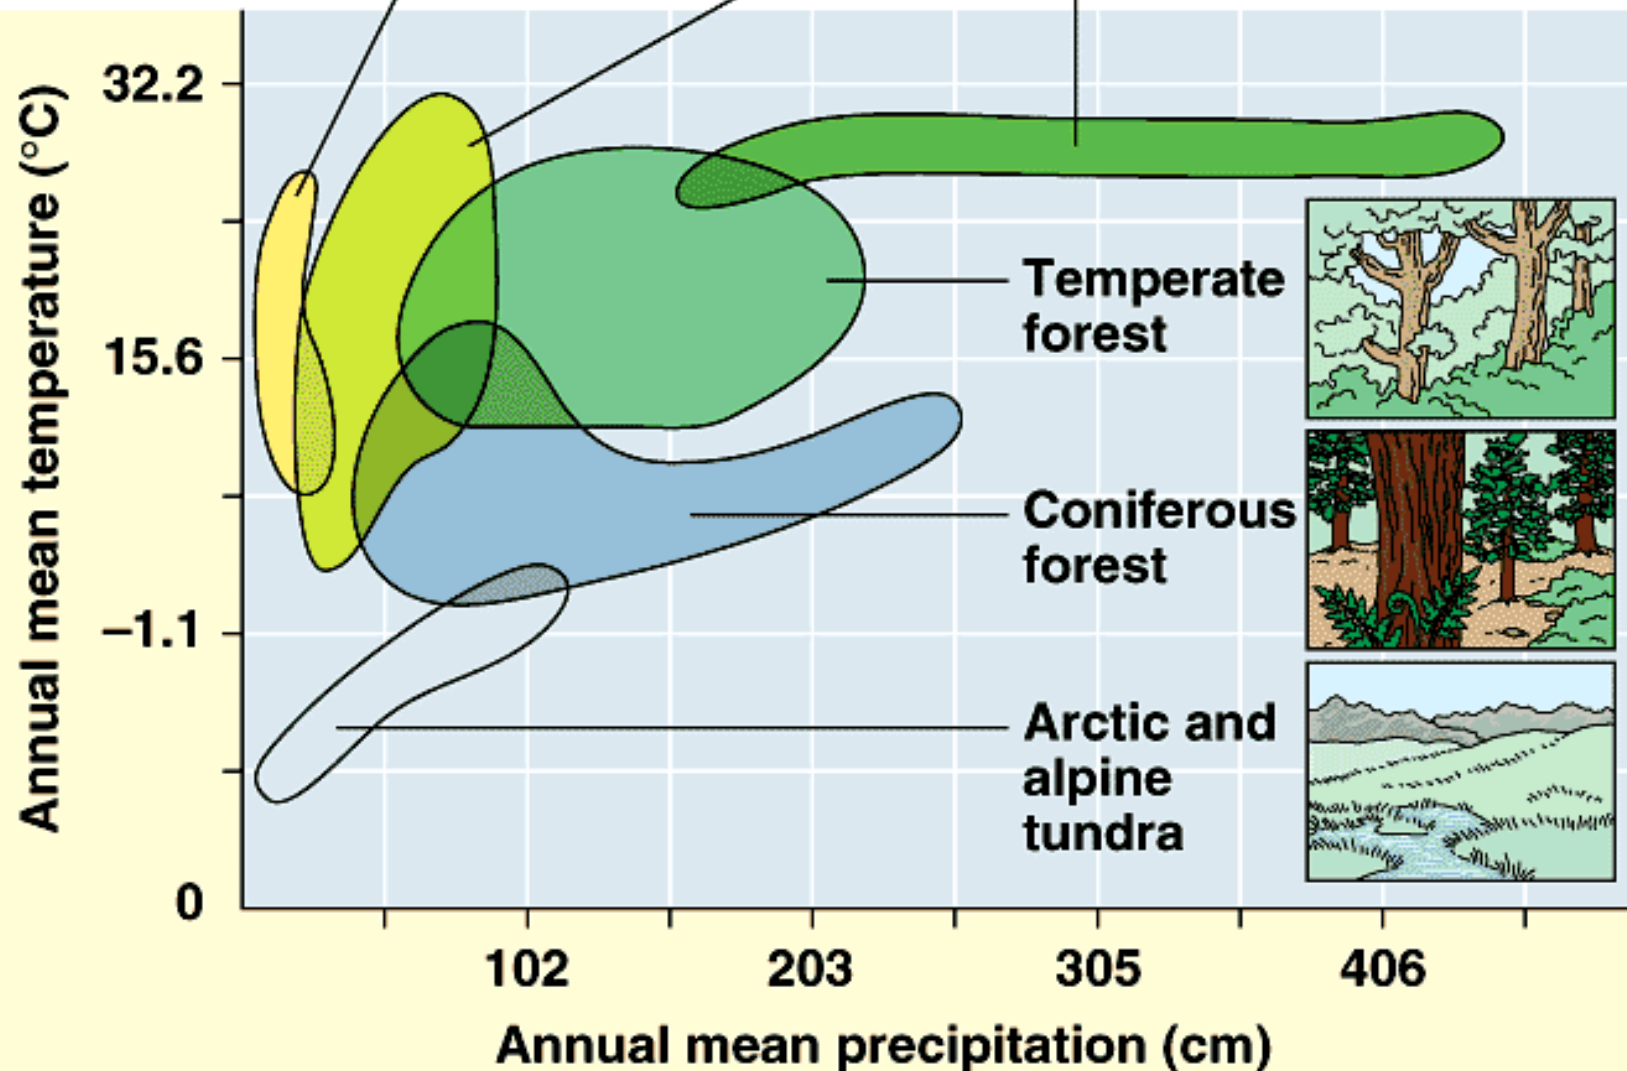 Annual mean temperature (°C)
32.2
15.6
–1.1
0
Temperate
forest
Coniferous
forest
Arctic and
alpine
tundra
102
203
305
406
Annual mean precipitation (cm)